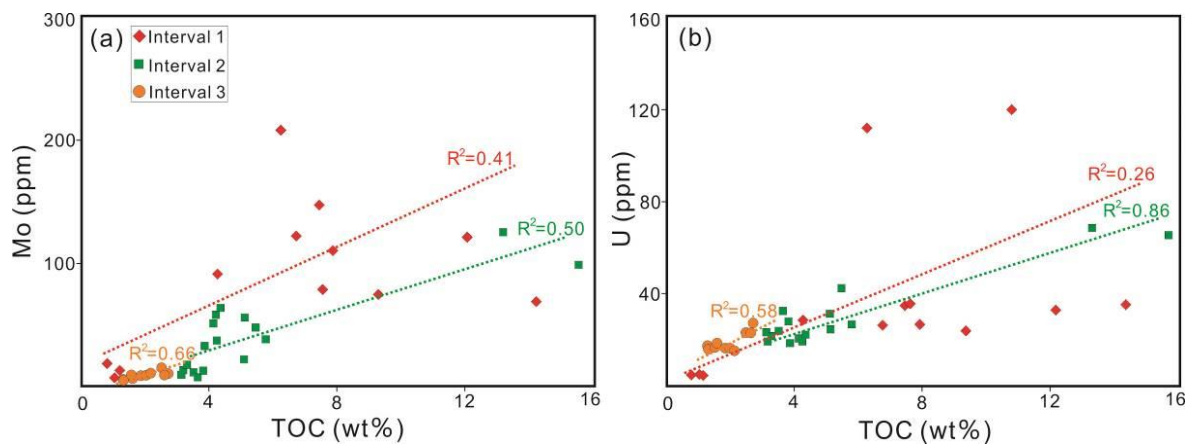 (a)
Interval 1
Interval 2
Interval 3
300
200
100
Mo (ppm)
R²=0.41
R²=0.50
R²=0.66
0 4 8 12 16
TOC (wt%)
(b)
160
120
80
40
U (ppm)
R²=0.26
R²=0.86
R²=0.58
0 4 8 12 16
TOC (wt%)